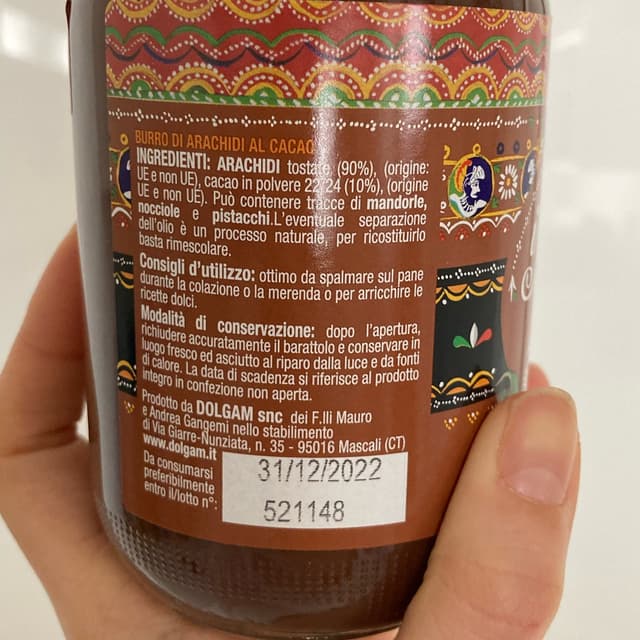 BURRO DI ARACHIDI AL CACAO
INGREDIENTI: ARACHIDI tostate (90%), (origine:
UE e non UE), cacao in polvere 22/24 (10%), (origine
UE e non UE). Può contenere tracce di mandorle,
nocciole e pistacchi.L'eventuale separazione
dell'olio è un processo naturale, per ricostituirlo
basta rimescolare.
Consigli d'utilizzo: ottimo da spalmare sul pane
durante la colazione o la merenda o per arricchire le
ricette dolci.
Modalità di conservazione: dopo l'apertura,
richiudere accuratamente il barattolo e conservare in
luogo fresco ed asciutto al riparo dalla luce e da fonti
di calore. La data di scadenza si riferisce al prodotto
integro in confezione non aperta.
Prodotto da DOLGAM snc dei F.lli Mauro
e Andrea Gangemi nello stabilimento
di Via Giarre-Nunziata, n. 35 - 95016 Mascali (CT)
www.dolgam.it
Da consumarsi
preferibilmente
entro il/lotto n°:
31/12/2022
521148